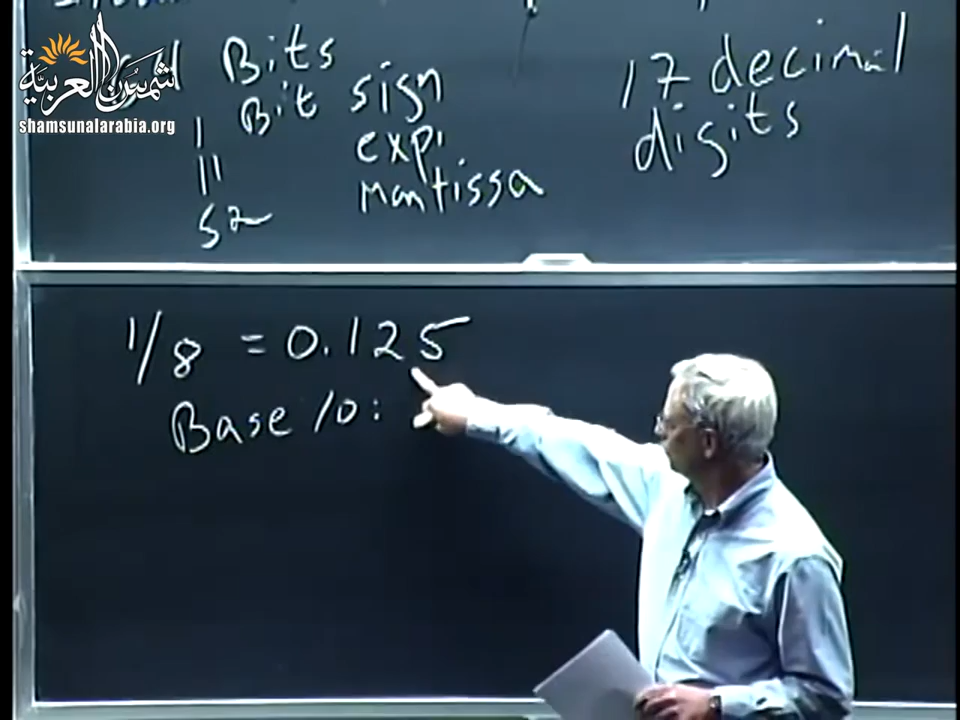 شمس العربية
shamsunalarabia.org
Bits
1 Bit sign
11 exp.
52 mantissa
17 decimal
digits
1/8 = 0.125
Base 10: